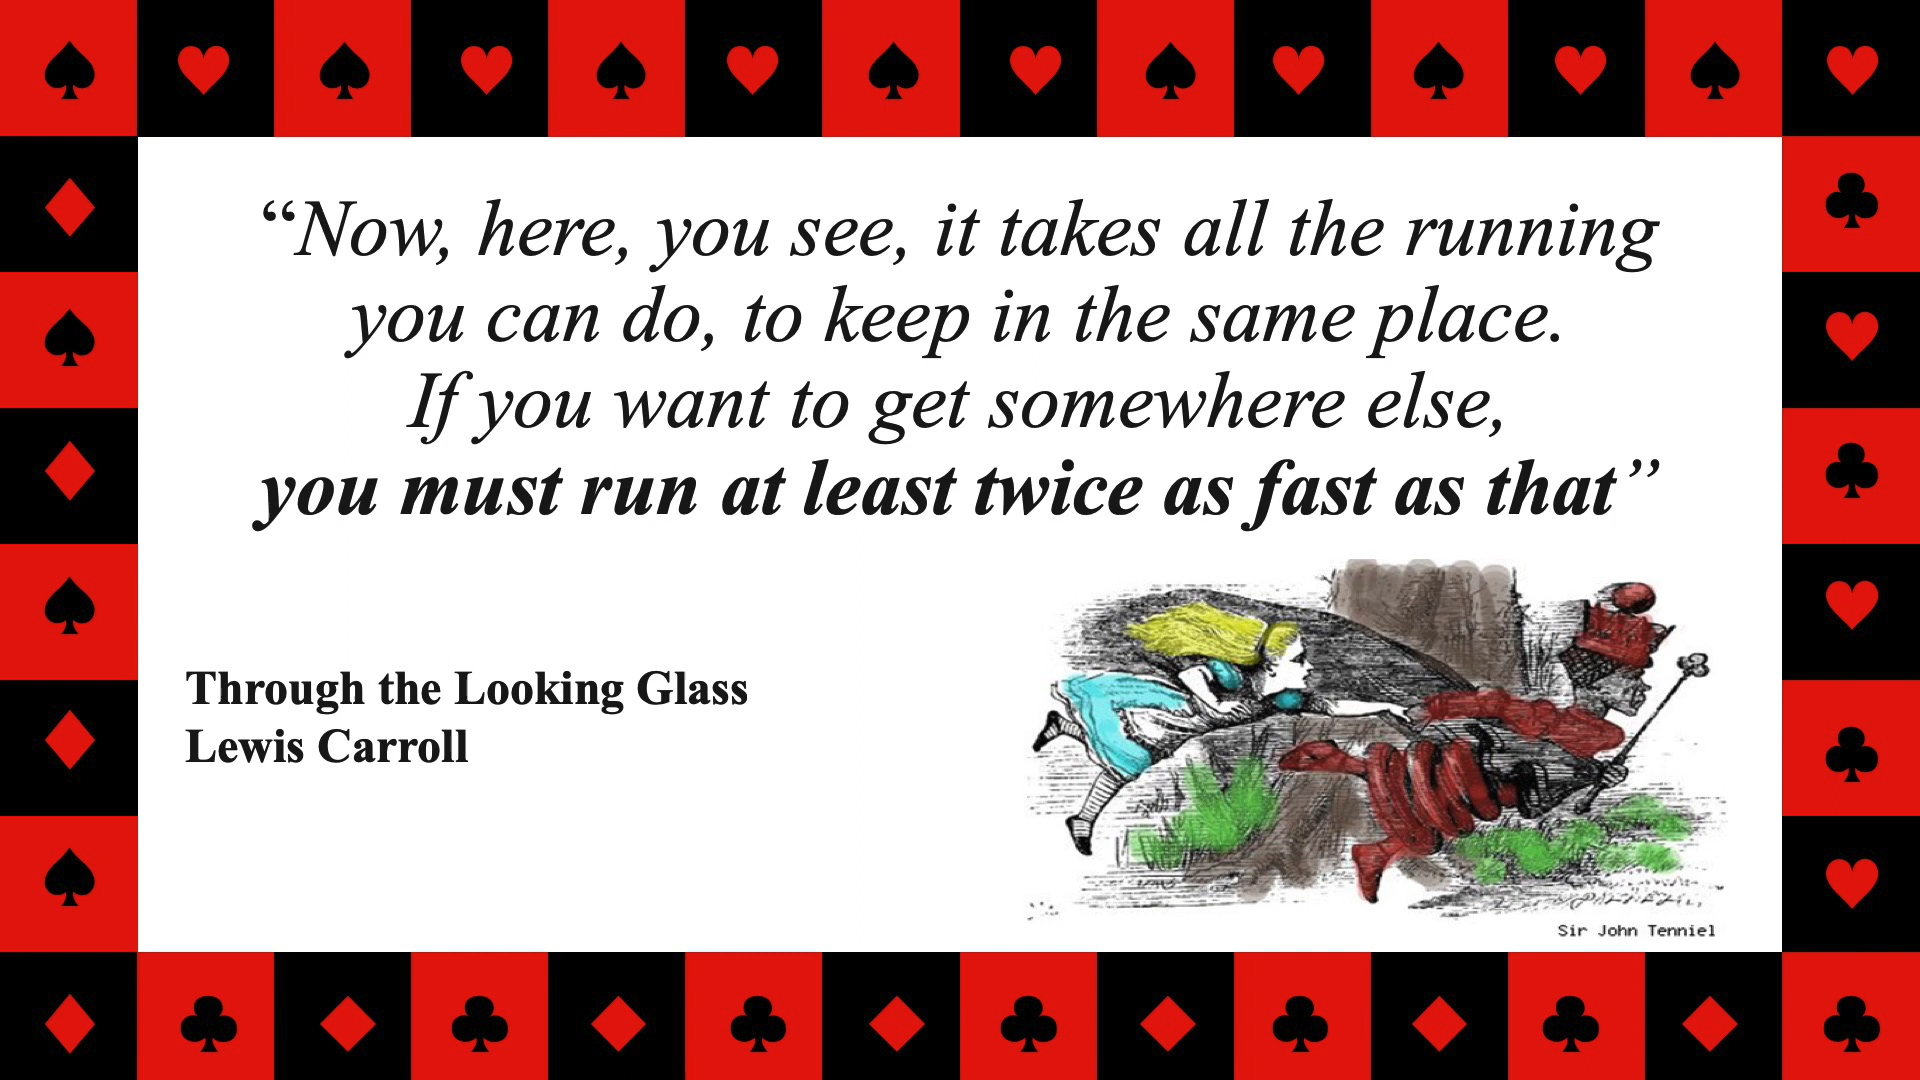 “Now, here, you see, it takes all the running
you can do, to keep in the same place.
If you want to get somewhere else,
you must run at least twice as fast as that”
Through the Looking Glass
Lewis Carroll
Sir John Tenniel